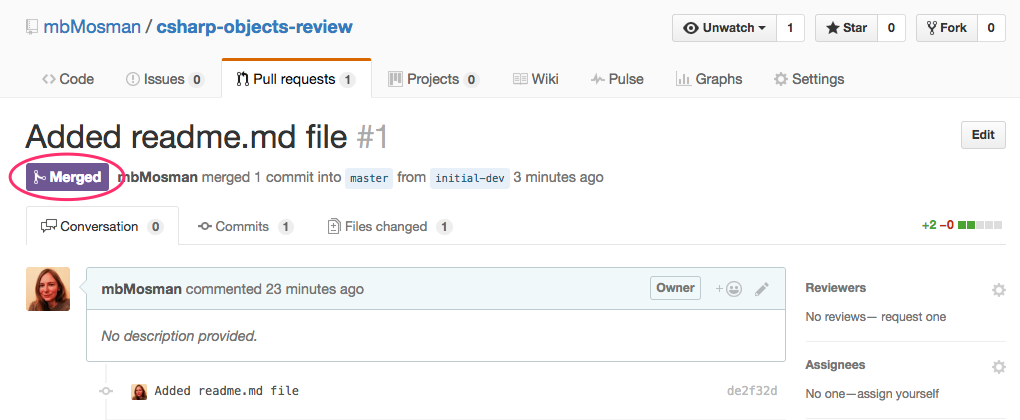 mbMosman / csharp-objects-review
Unwatch 1 Star 0 Fork 0
Code Issues 0 Pull requests 1 Projects 0 Wiki Pulse Graphs Settings
Added readme.md file #1
Edit
Merged mbMosman merged 1 commit into master from initial-dev 3 minutes ago
Conversation 0 Commits 1 Files changed 1 +2 −0
mbMosman commented 23 minutes ago Owner +
No description provided.
Added readme.md file de2f32d
Reviewers
No reviews— request one
Assignees
No one—assign yourself